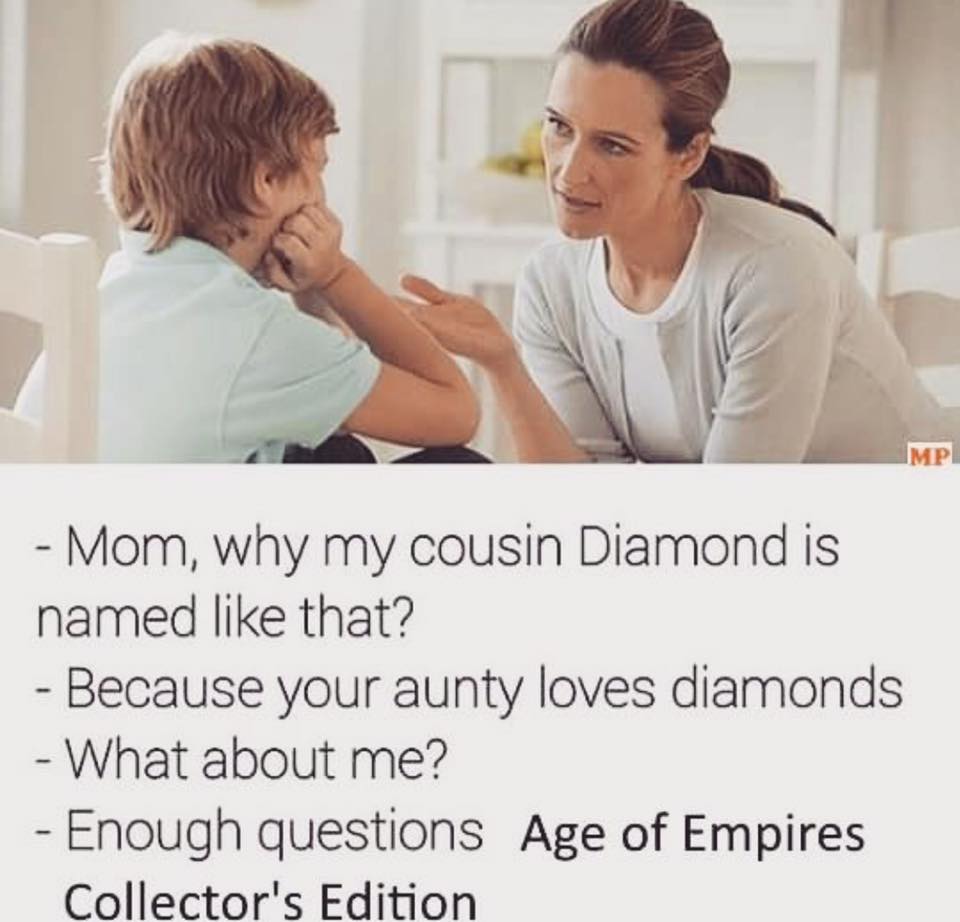 MP
- Mom, why my cousin Diamond is
named like that?
- Because your aunty loves diamonds
- What about me?
- Enough questions Age of Empires
Collector's Edition